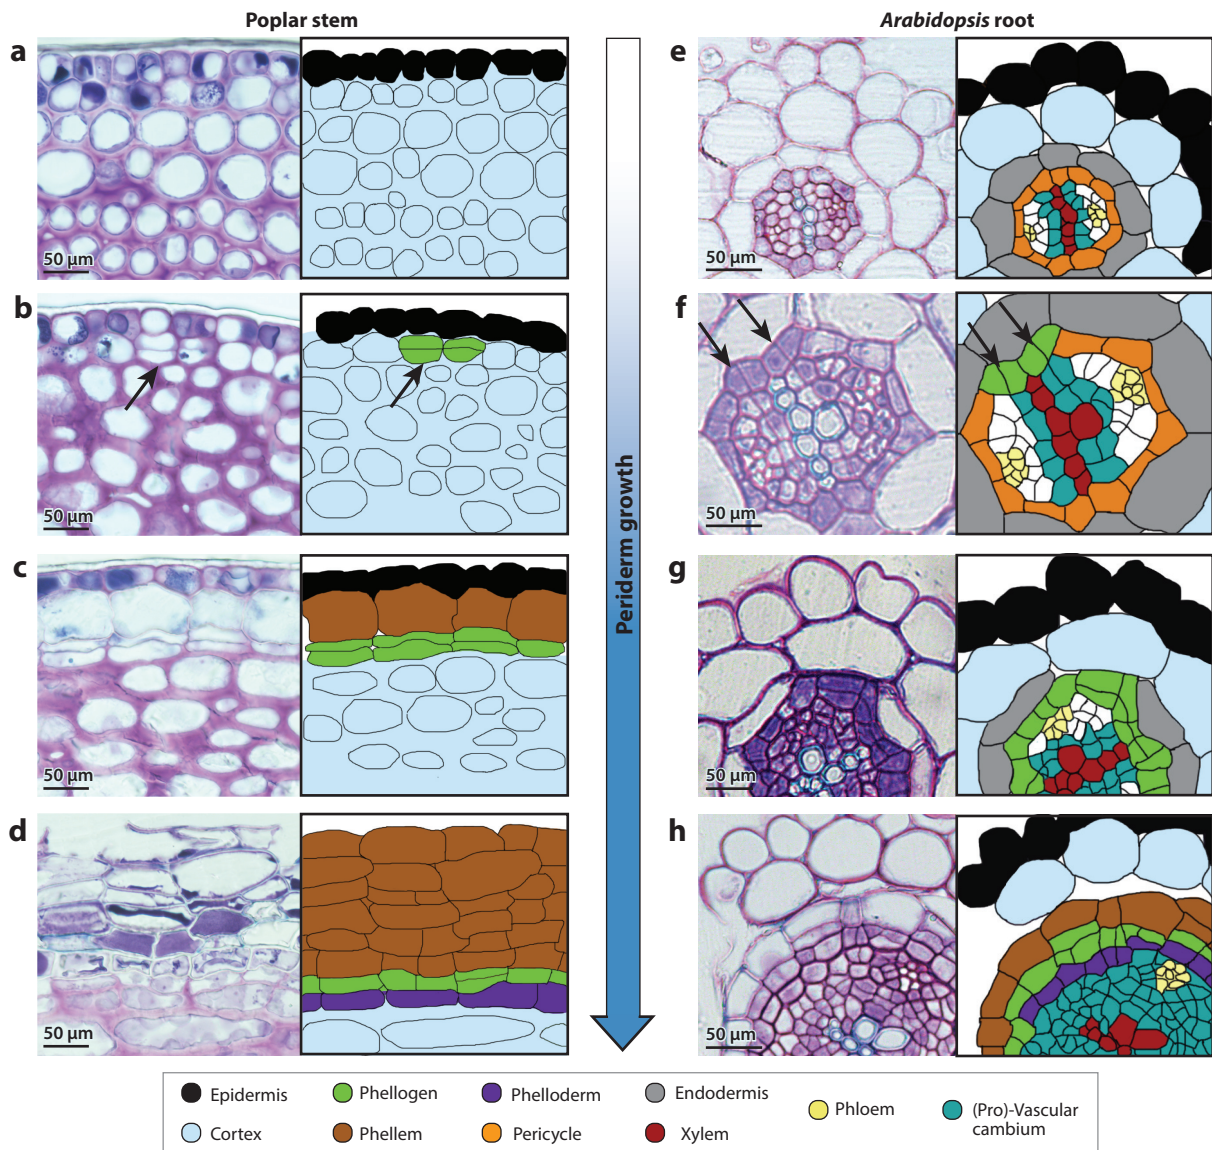 Poplar stem
Arabidopsis root
a
50 µm
b
50 µm
c
50 µm
d
50 µm
Periderm growth
e
50 µm
f
50 µm
g
50 µm
h
50 µm
Epidermis
Phellogen
Phelloderm
Endodermis
Phloem
(Pro)-Vascular
cambium
Cortex
Phellem
Pericycle
Xylem